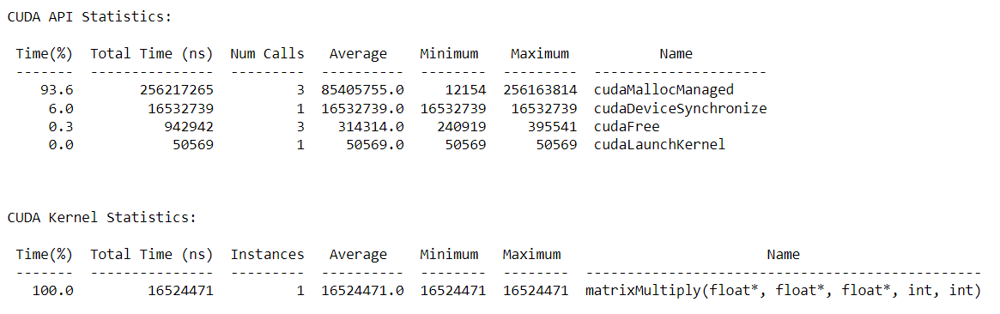 CUDA API Statistics:
Time(%)  Total Time (ns)  Num Calls   Average    Minimum    Maximum           Name
-------  ---------------  ---------  ----------  --------  ---------  ---------------------
93.6        256217265          3  85405755.0     12154  256163814  cudaMallocManaged
6.0         16532739          1  16532739.0  16532739   16532739  cudaDeviceSynchronize
0.3           942942          3    314314.0    240919     395541  cudaFree
0.0            50569          1     50569.0     50569      50569  cudaLaunchKernel
CUDA Kernel Statistics:
Time(%)  Total Time (ns)  Instances   Average    Minimum   Maximum                         Name
-------  ---------------  ---------  ----------  --------  --------  ------------------------------------------------
100.0         16524471          1  16524471.0  16524471  16524471  matrixMultiply(float*, float*, float*, int, int)